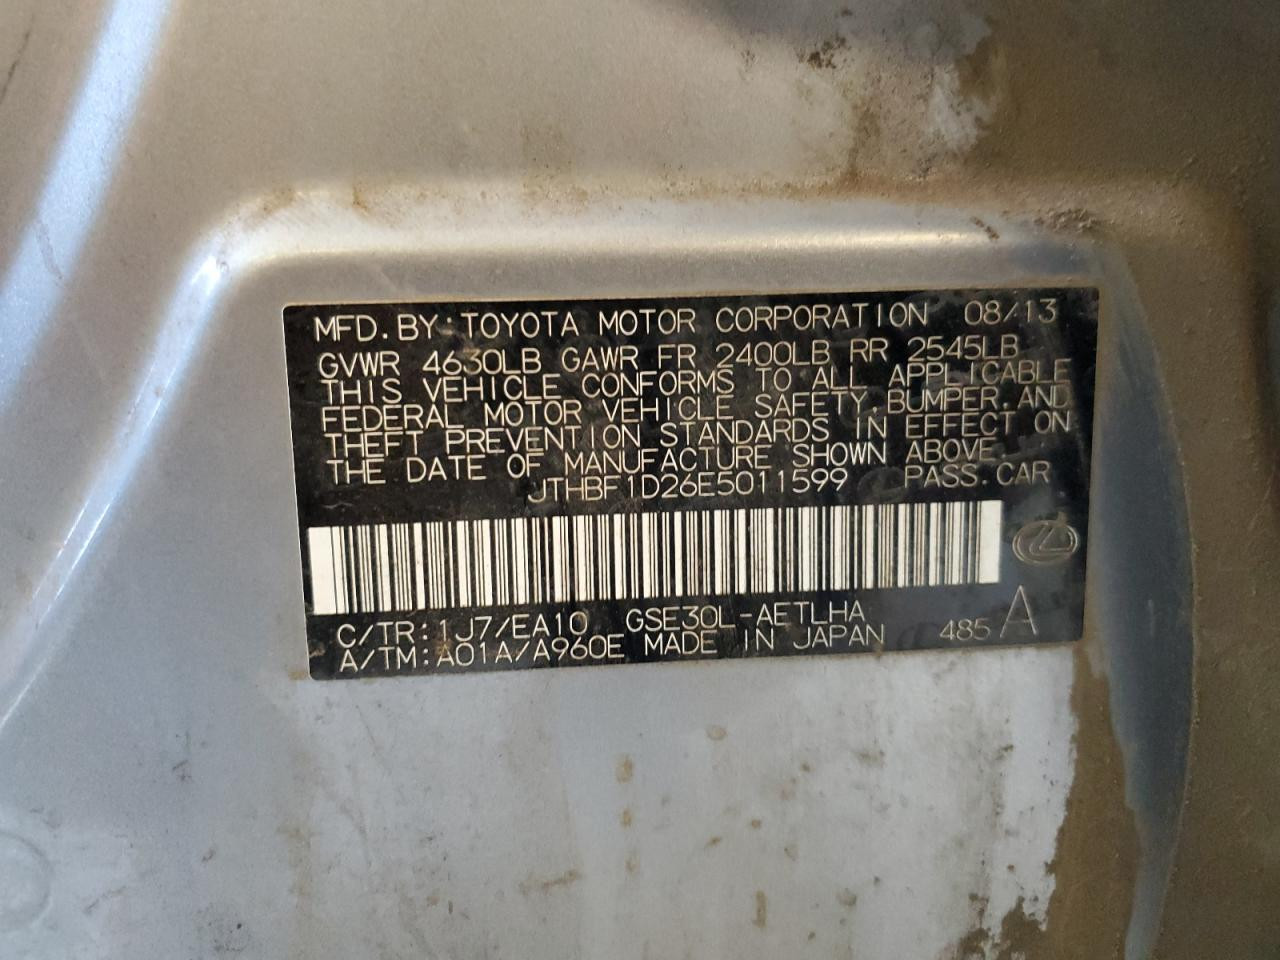 MFD. BY: TOYOTA MOTOR CORPORATION 08/13
GVWR 4630LB GAWR FR 2400LB RR 2545LB
THIS VEHICLE CONFORMS TO ALL APPLICABLE
FEDERAL MOTOR VEHICLE SAFETY, BUMPER, AND
THEFT PREVENTION STANDARDS IN EFFECT ON
THE DATE OF MANUFACTURE SHOWN ABOVE.
JTHBF1D26E5011599 PASS. CAR
C/TR: 1J7/EA10 GSE30L-AETLHA
A/TM: A01A/A960E MADE IN JAPAN 485 A